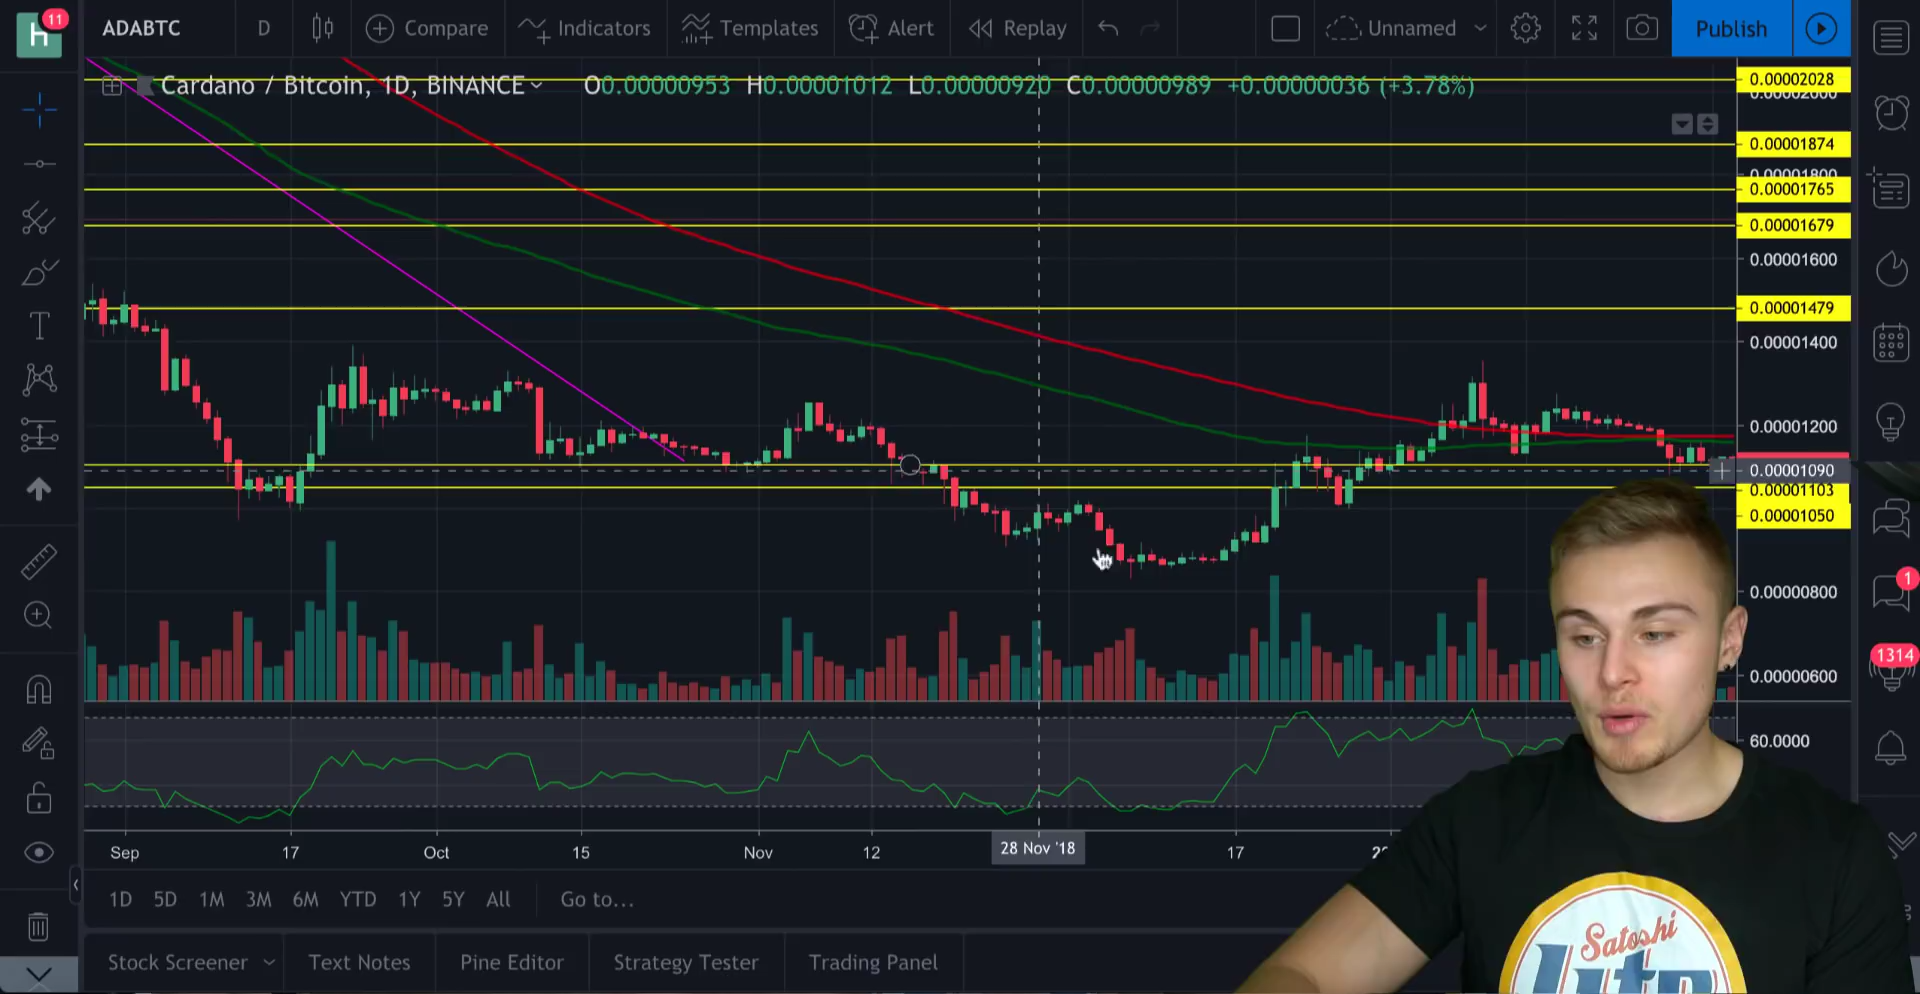 11
h
ADABTC
D
Compare
Indicators
Templates
Alert
Replay
Unnamed
Publish
Cardano / Bitcoin, 1D, BINANCE
O0.00000953 H0.00001012 L0.00000920 C0.00000989 +0.00000036 (+3.78%)
0.00002028
0.00002000
0.00001874
0.00001800
0.00001765
0.00001679
0.00001600
0.00001479
0.00001400
0.00001200
0.00001090
0.00001103
0.00001050
0.00000800
0.00000600
60.0000
T
1
1314
Sep
17
Oct
15
Nov
12
28 Nov '18
17
1D
5D
1M
3M
6M
YTD
1Y
5Y
All
Go to...
Stock Screener
Text Notes
Pine Editor
Strategy Tester
Trading Panel
Satoshi